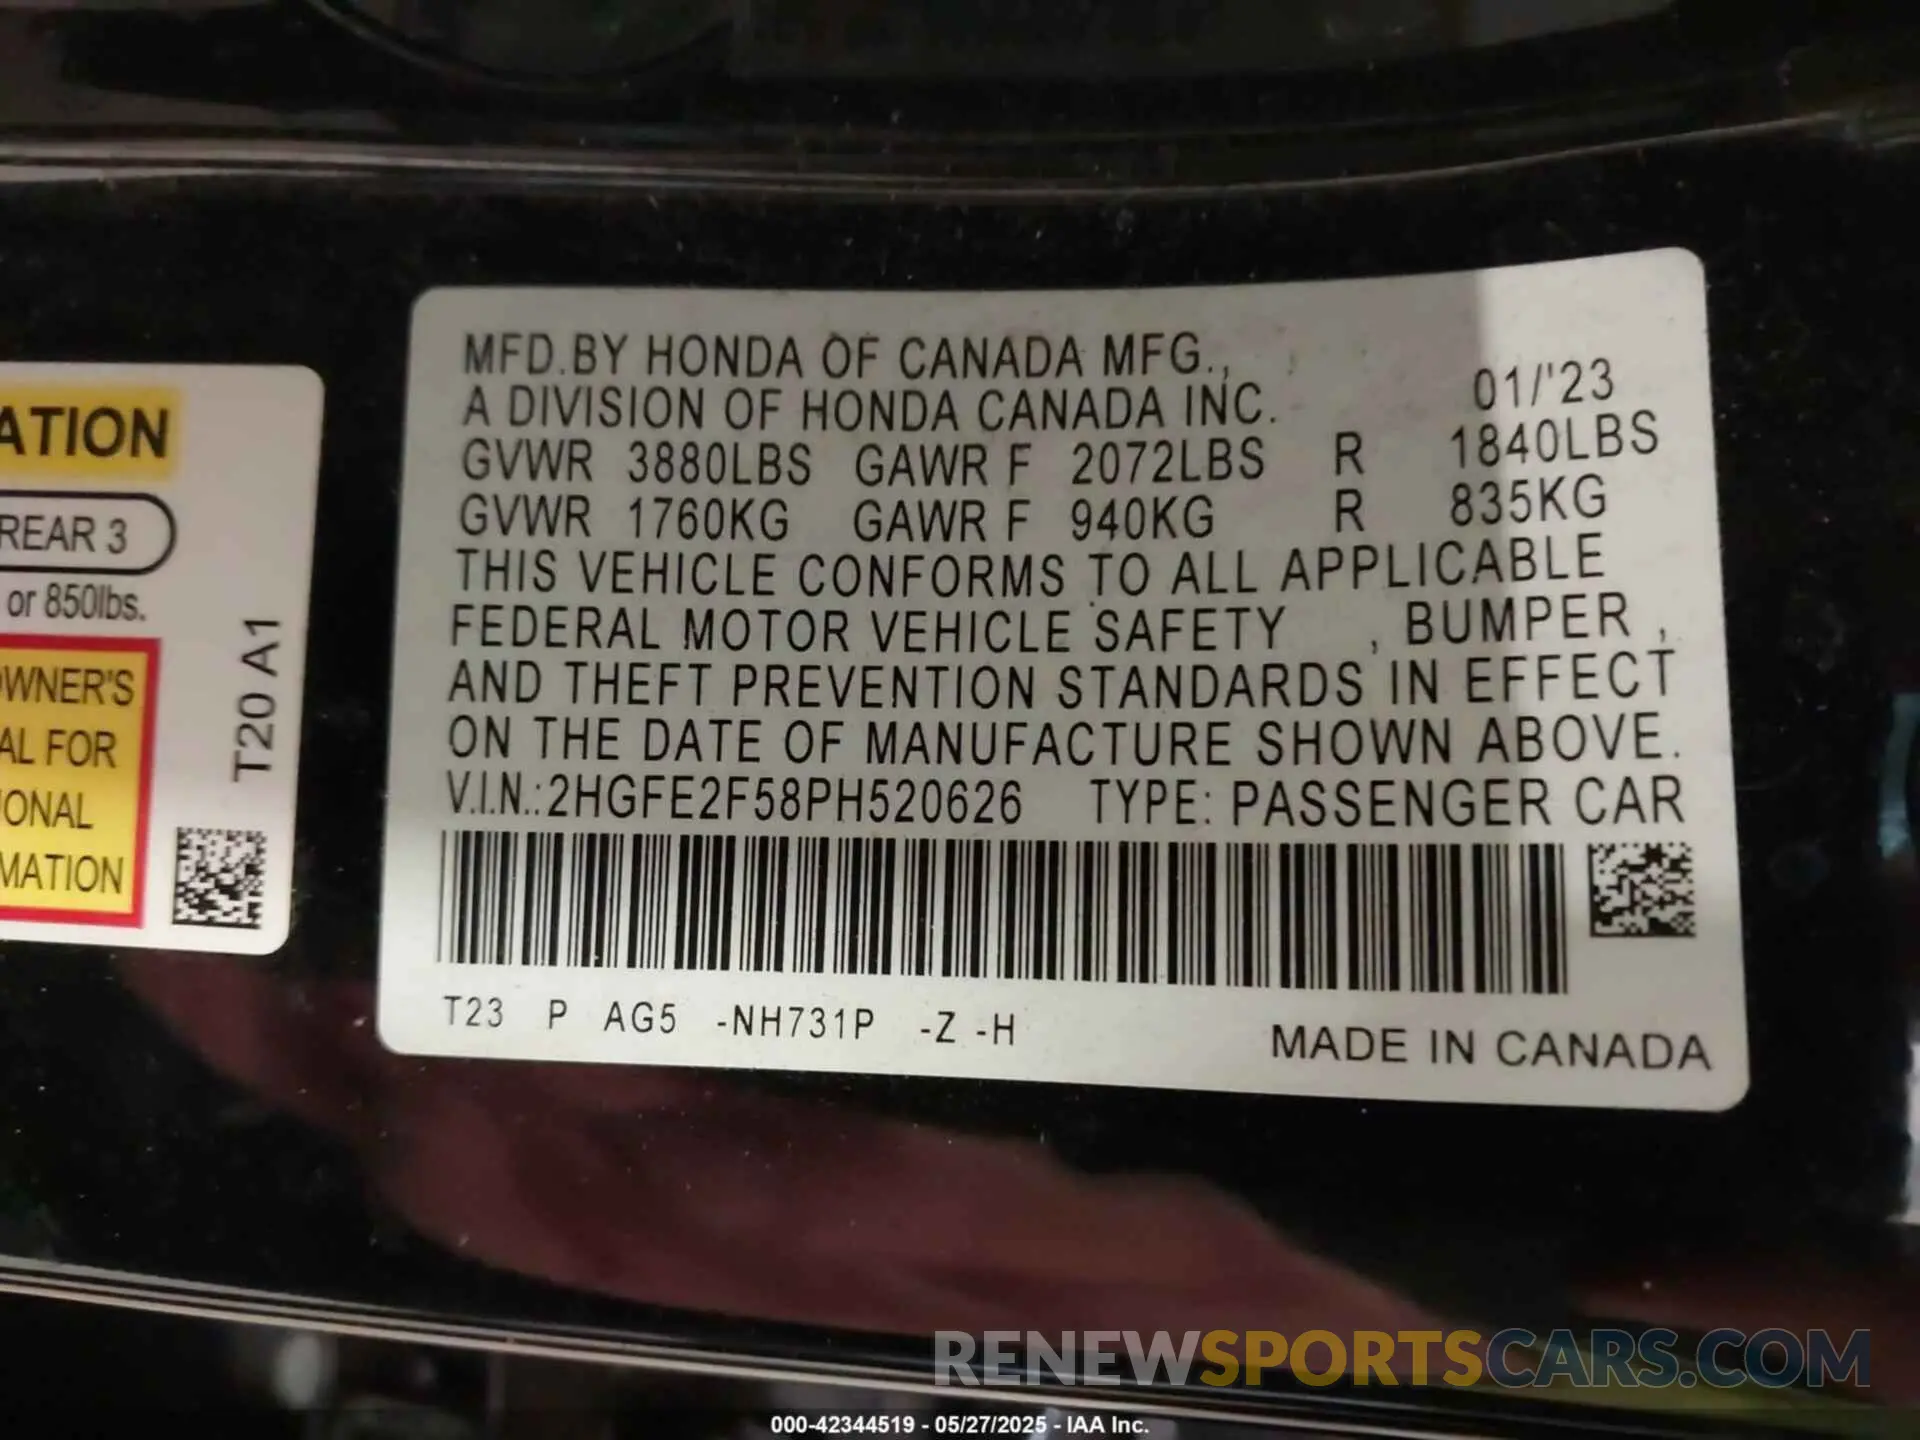 ATION
REAR 3
or 850lbs.
OWNER'S
AL FOR
IONAL
MATION
T20 A1
MFD.BY HONDA OF CANADA MFG.,
A DIVISION OF HONDA CANADA INC. 01/'23
GVWR 3880LBS GAWR F 2072LBS R 1840LBS
GVWR 1760KG GAWR F 940KG R 835KG
THIS VEHICLE CONFORMS TO ALL APPLICABLE
FEDERAL MOTOR VEHICLE SAFETY , BUMPER ,
AND THEFT PREVENTION STANDARDS IN EFFECT
ON THE DATE OF MANUFACTURE SHOWN ABOVE.
V.I.N.:2HGFE2F58PH520626 TYPE: PASSENGER CAR
T23 P AG5 -NH731P -Z -H
MADE IN CANADA
RENEWSPORTSCARS.COM
000-42344519 - 05/27/2025 - IAA Inc.